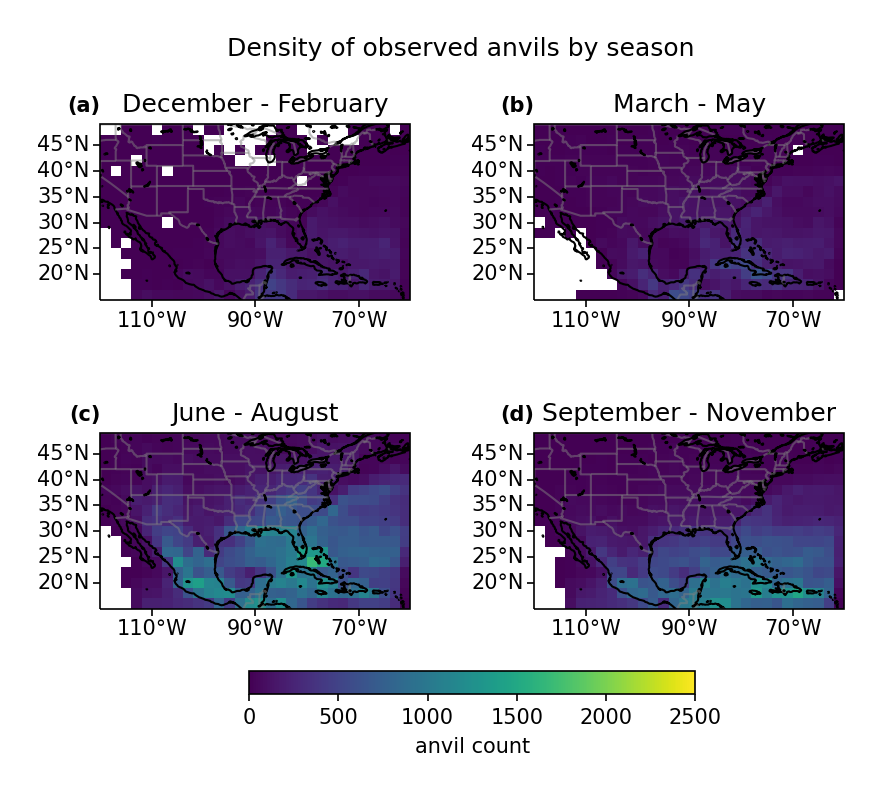 Density of observed anvils by season
(a) December - February
(b) March - May
45°N
40°N
35°N
30°N
25°N
20°N
110°W 90°W 70°W
45°N
40°N
35°N
30°N
25°N
20°N
110°W 90°W 70°W
(c) June - August
(d) September - November
45°N
40°N
35°N
30°N
25°N
20°N
110°W 90°W 70°W
45°N
40°N
35°N
30°N
25°N
20°N
110°W 90°W 70°W
0 500 1000 1500 2000 2500
anvil count